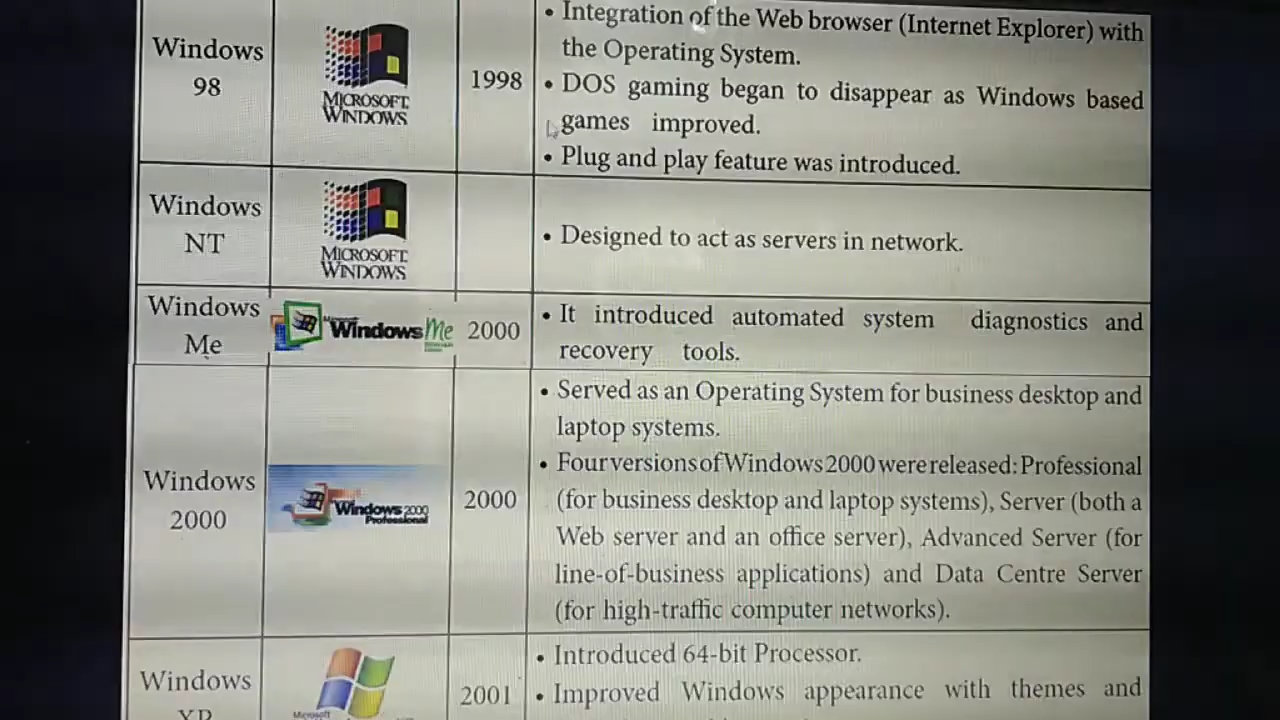 Windows
98
MICROSOFT
WINDOWS
1998
• Integration of the Web browser (Internet Explorer) with
the Operating System.
• DOS gaming began to disappear as Windows based
games improved.
• Plug and play feature was introduced.
Windows
NT
MICROSOFT
WINDOWS
• Designed to act as servers in network.
Windows
Me
Microsoft
Windows Me
2000
• It introduced automated system diagnostics and
recovery tools.
Windows
2000
Windows 2000
Professional
2000
• Served as an Operating System for business desktop and
laptop systems.
• Four versions of Windows 2000 were released: Professional
(for business desktop and laptop systems), Server (both a
Web server and an office server), Advanced Server (for
line-of-business applications) and Data Centre Server
(for high-traffic computer networks).
Windows
XP
Microsoft
2001
• Introduced 64-bit Processor.
• Improved Windows appearance with themes and